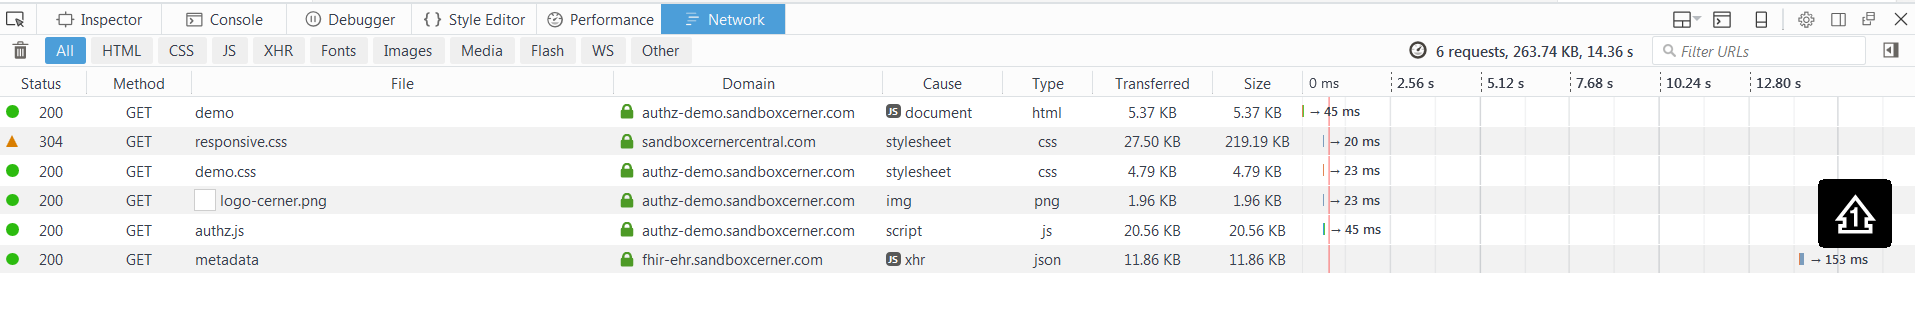 Inspector Console Debugger { } Style Editor Performance Network
All HTML CSS JS XHR Fonts Images Media Flash WS Other 6 requests, 263.74 KB, 14.36 s Filter URLs
Status Method File Domain Cause Type Transferred Size 0 ms 2.56 s 5.12 s 7.68 s 10.24 s 12.80 s
200 GET demo authz-demo.sandboxcerner.com JS document html 5.37 KB 5.37 KB → 45 ms
304 GET responsive.css sandboxcernercentral.com stylesheet css 27.50 KB 219.19 KB → 20 ms
200 GET demo.css authz-demo.sandboxcerner.com stylesheet css 4.79 KB 4.79 KB → 23 ms
200 GET logo-cerner.png authz-demo.sandboxcerner.com img png 1.96 KB 1.96 KB → 23 ms
200 GET authz.js authz-demo.sandboxcerner.com script js 20.56 KB 20.56 KB → 45 ms
200 GET metadata fhir-ehr.sandboxcerner.com JS xhr json 11.86 KB 11.86 KB → 153 ms
1